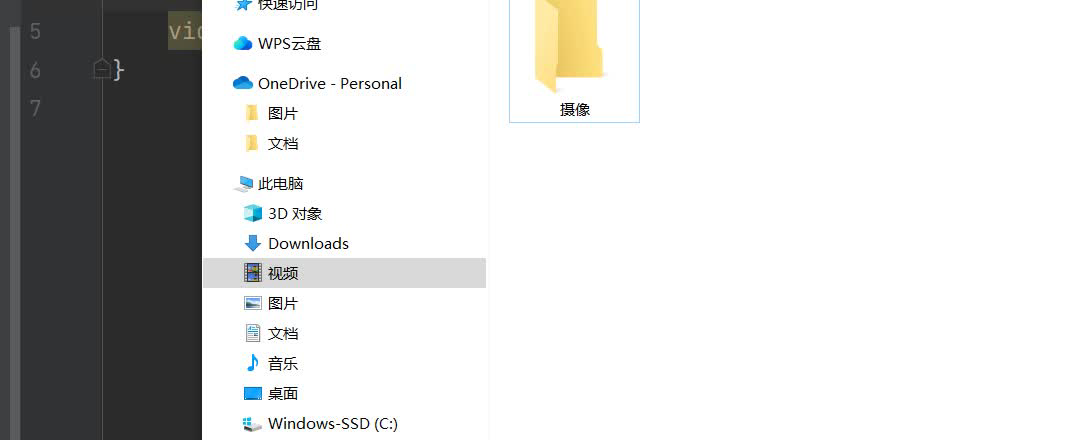 快速访问
5
vid
WPS云盘
6
}
OneDrive - Personal
7
图片
摄像
文档
此电脑
3D 对象
Downloads
视频
图片
文档
音乐
桌面
Windows-SSD (C:)